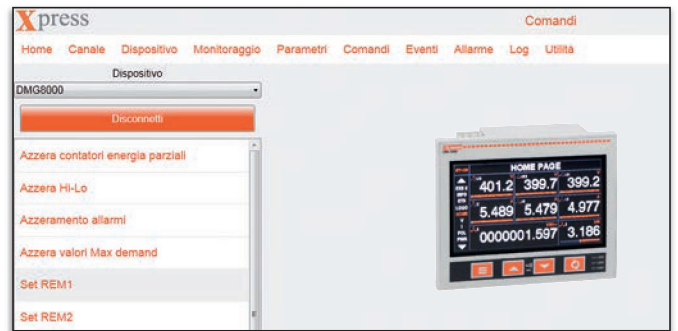 Xpress
Comandi
Home Canale Dispositivo Monitoraggio Parametri Comandi Eventi Allarme Log Utilità
Dispositivo
DMG8000
Disconnetti
Azzera contatori energia parziali
Azzera Hi-Lo
Azzeramento allarmi
Azzera valori Max demand
Set REM1
Set REM2
HOME PAGE
401.2 399.7 399.2
5.489 5.479 4.977
0000001.597 3.186